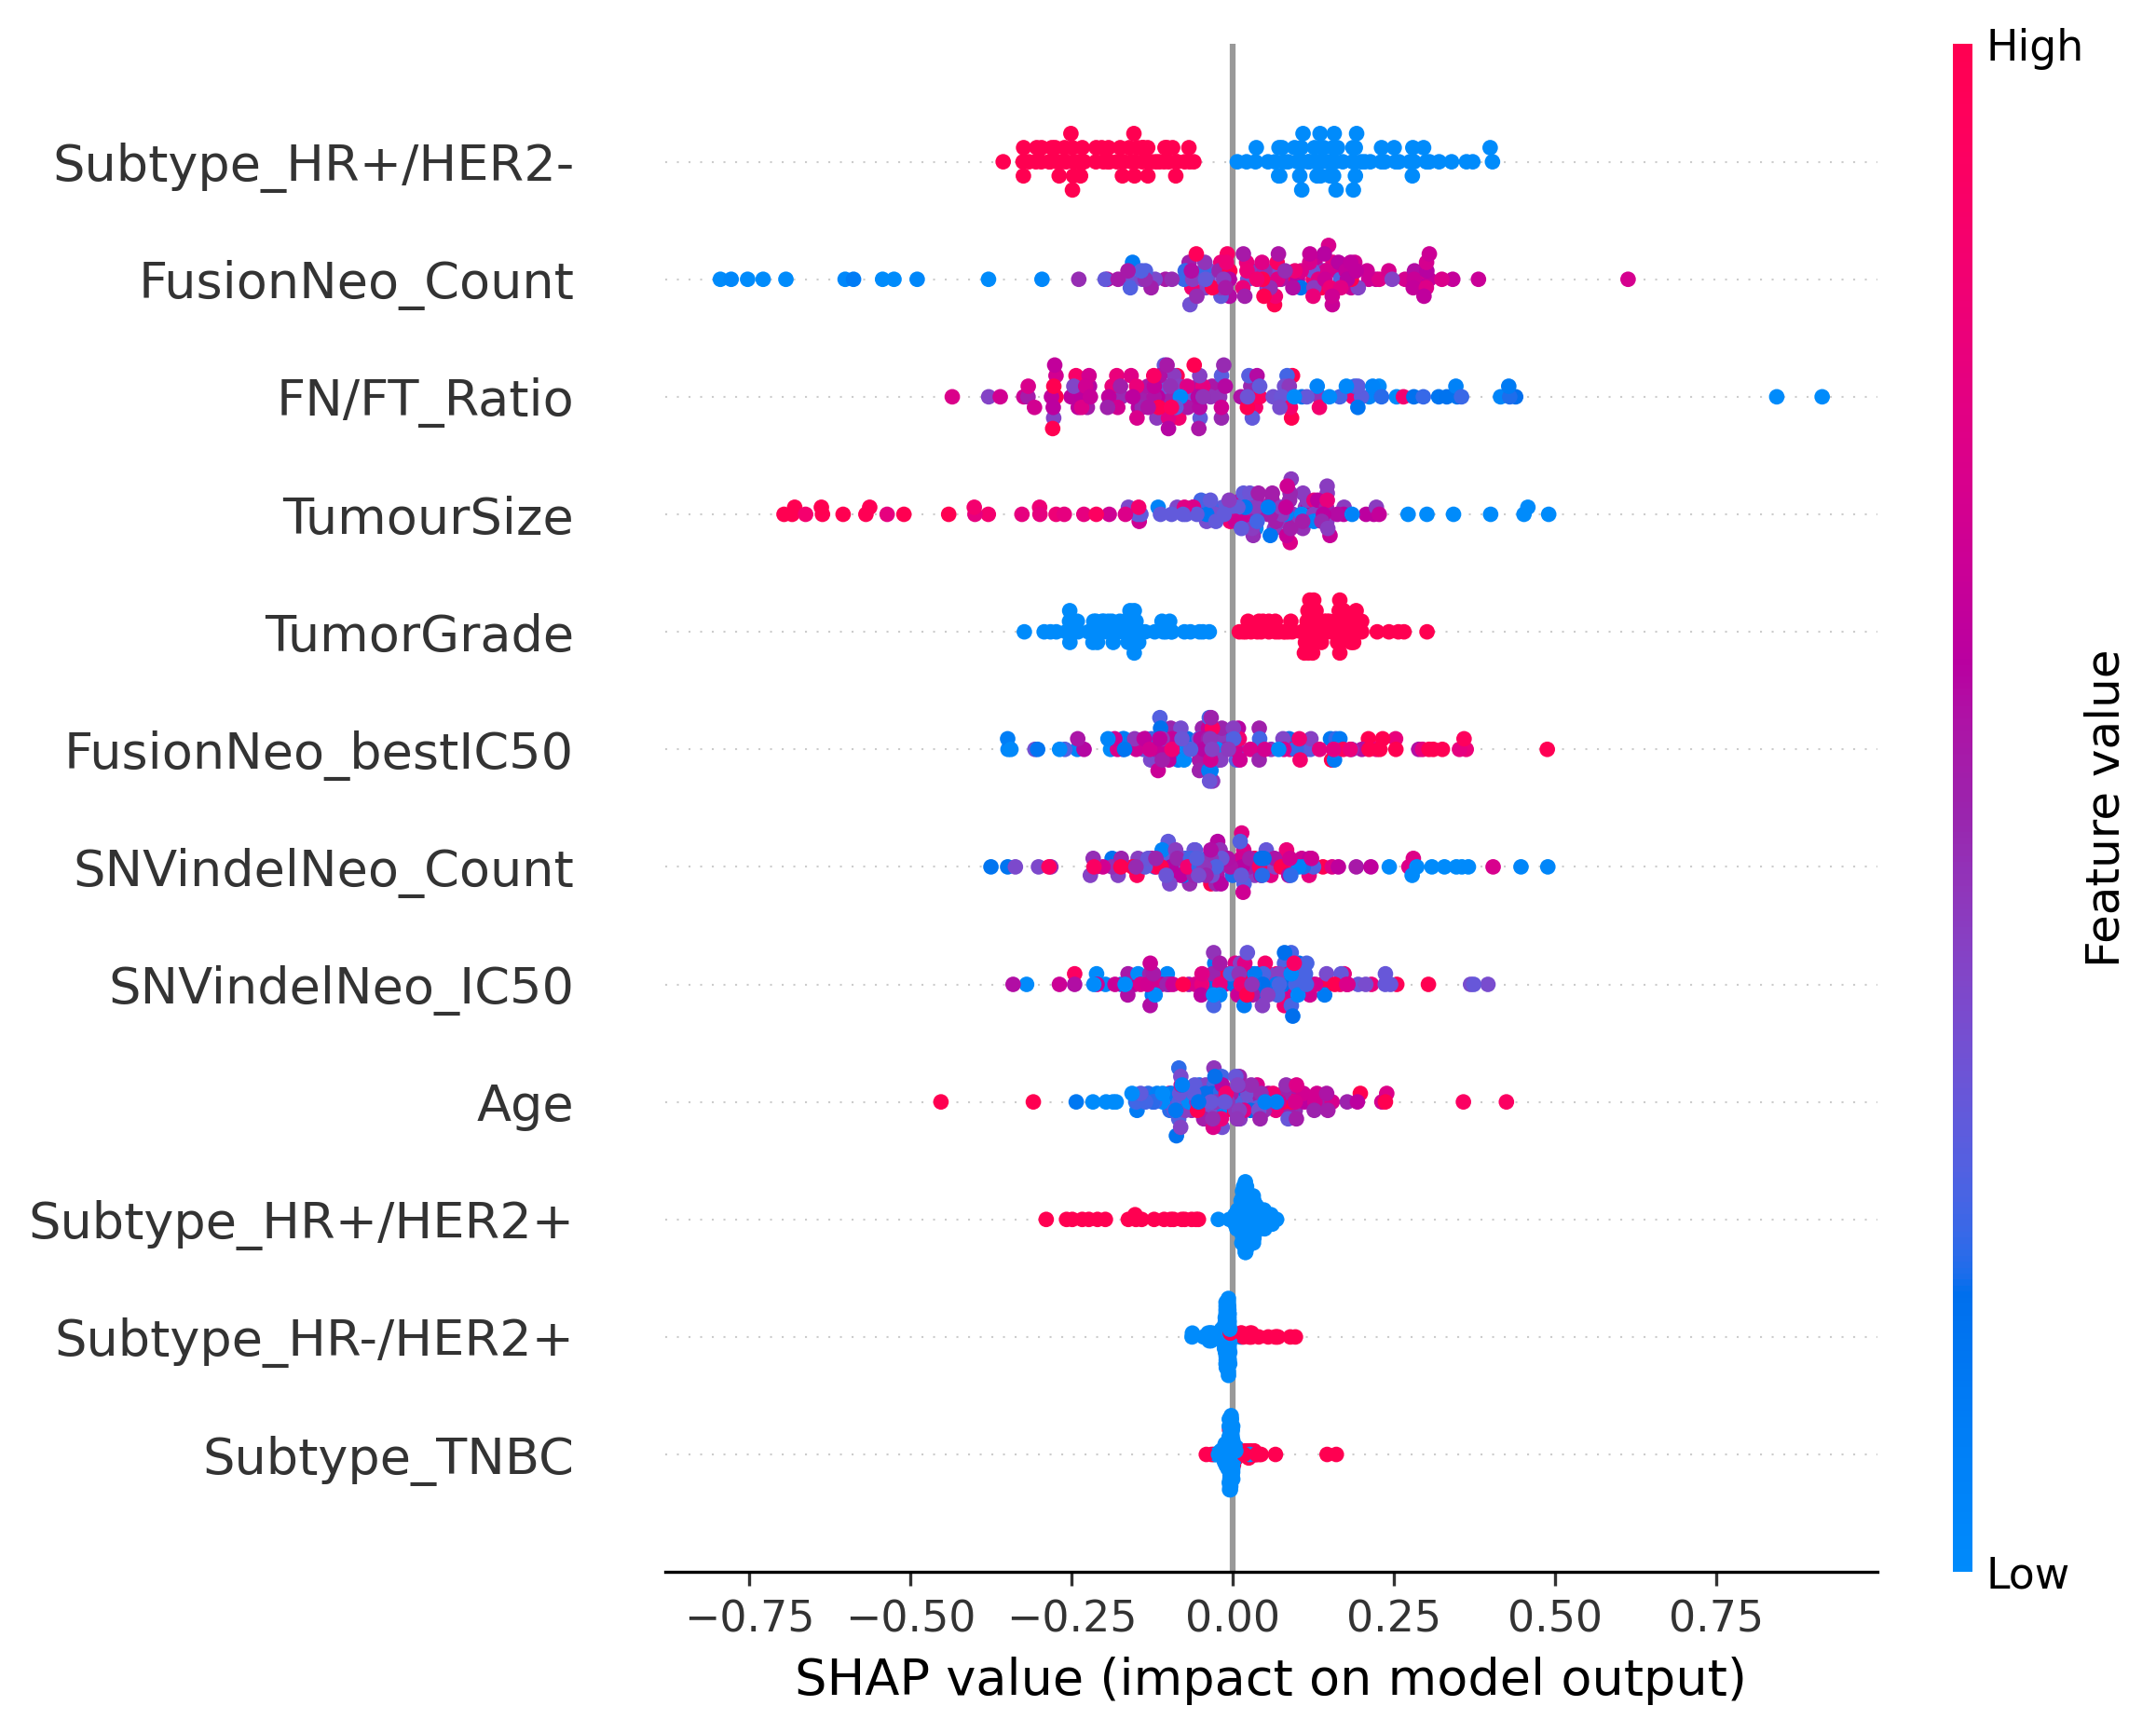 High
Subtype_HR+/HER2-
FusionNeo_Count
FN/FT_Ratio
TumourSize
TumorGrade
FusionNeo_bestIC50
SNVindelNeo_Count
SNVindelNeo_IC50
Age
Subtype_HR+/HER2+
Subtype_HR-/HER2+
Subtype_TNBC
Feature value
Low
−0.75 −0.50 −0.25 0.00 0.25 0.50 0.75
SHAP value (impact on model output)